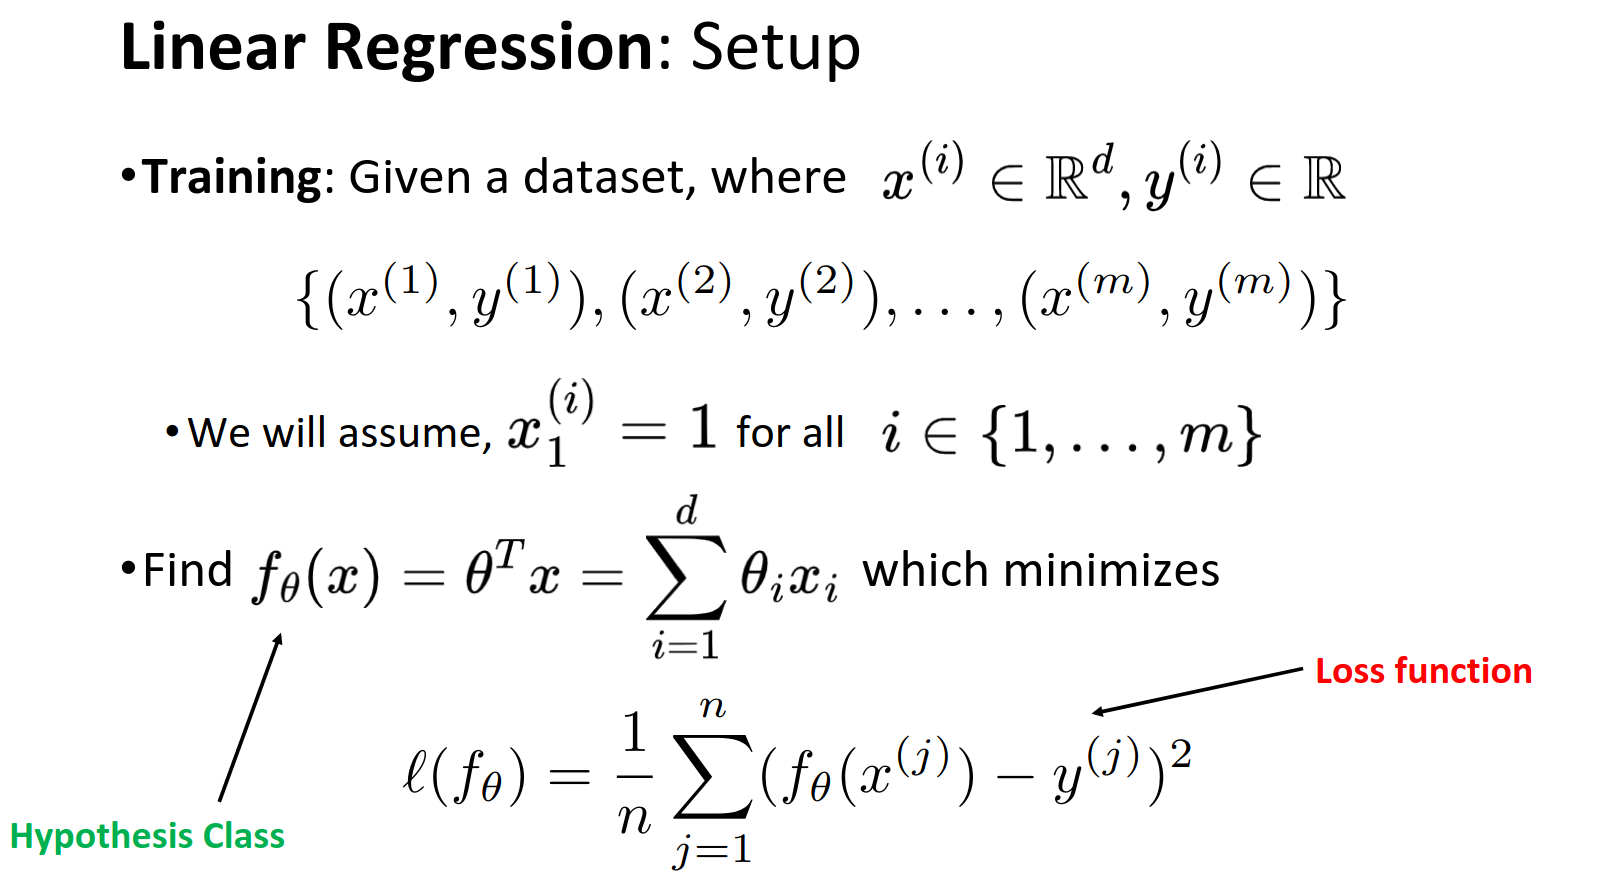 Linear Regression: Setup
•Training: Given a dataset, where $x^{(i)} \in \mathbb{R}^d, y^{(i)} \in \mathbb{R}$
$\{(x^{(1)}, y^{(1)}), (x^{(2)}, y^{(2)}), \ldots, (x^{(m)}, y^{(m)})\}$
•We will assume, $x_1^{(i)} = 1$ for all $i \in \{1, \ldots, m\}$
•Find $f_\theta(x) = \theta^T x = \sum_{i=1}^{d} \theta_i x_i$ which minimizes
Loss function
$\ell(f_\theta) = \frac{1}{n} \sum_{j=1}^{n} (f_\theta(x^{(j)}) - y^{(j)})^2$
Hypothesis Class